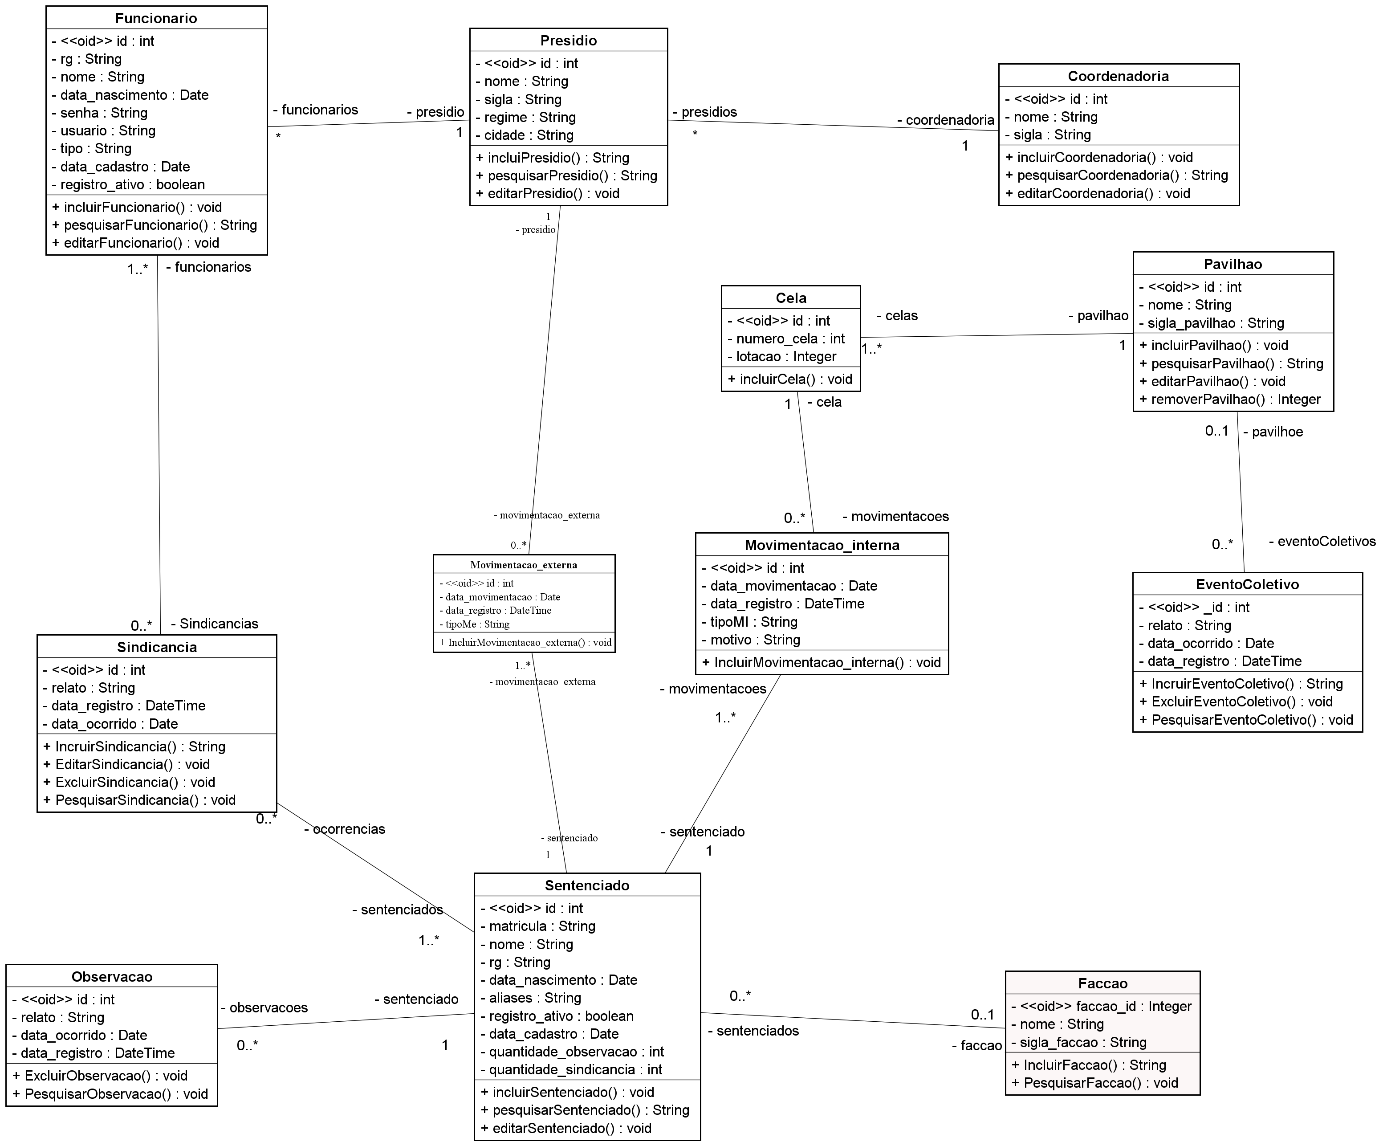 Funcionario
- <<oid>> id : int
- rg : String
- nome : String
- data_nascimento : Date
- senha : String
- usuario : String
- tipo : String
- data_cadastro : Date
- registro_ativo : boolean
+ incluirFuncionario() : void
+ pesquisarFuncionario() : String
+ editarFuncionario() : void
- funcionarios
*
- presidio
1
Presidio
- <<oid>> id : int
- nome : String
- sigla : String
- regime : String
- cidade : String
+ incluiPresidio() : String
+ pesquisarPresidio() : String
+ editarPresidio() : void
- presidios
*
- coordenadoria
1
Coordenadoria
- <<oid>> id : int
- nome : String
- sigla : String
+ incluirCoordenadoria() : void
+ pesquisarCoordenadoria() : String
+ editarCoordenadoria() : void
1..*
- funcionarios
1
- presidio
Cela
- <<oid>> id : int
- numero_cela : int
- lotacao : Integer
+ incluirCela() : void
- celas
1..*
- pavilhao
1
Pavilhao
- <<oid>> id : int
- nome : String
- sigla_pavilhao : String
+ incluirPavilhao() : void
+ pesquisarPavilhao() : String
+ editarPavilhao() : void
+ removerPavilhao() : Integer
1
- cela
0..1
- pavilhoe
- movimentacao_externa
0..*
0..*
- movimentacoes
0..*
- eventoColetivos
Movimentacao_externa
- <<oid>> id : int
- data_movimentacao : Date
- data_registro : DateTime
- tipoMe : String
+ IncluirMovimentacao_externa() : void
Movimentacao_interna
- <<oid>> id : int
- data_movimentacao : Date
- data_registro : DateTime
- tipoMI : String
- motivo : String
+ IncluirMovimentacao_interna() : void
EventoColetivo
- <<oid>> _id : int
- relato : String
- data_ocorrido : Date
- data_registro : DateTime
+ IncruirEventoColetivo() : String
+ ExcluirEventoColetivo() : void
+ PesquisarEventoColetivo() : void
0..*
- Sindicancias
Sindicancia
- <<oid>> id : int
- relato : String
- data_registro : DateTime
- data_ocorrido : Date
+ IncruirSindicancia() : String
+ EditarSindicancia() : void
+ ExcluirSindicancia() : void
+ PesquisarSindicancia() : void
1..*
- movimentacao_externa
- movimentacoes
1..*
0..*
- ocorrencias
- sentenciado
1
- sentenciado
1
- sentenciados
1..*
Sentenciado
- <<oid>> id : int
- matricula : String
- nome : String
- rg : String
- data_nascimento : Date
- aliases : String
- registro_ativo : boolean
- data_cadastro : Date
- quantidade_observacao : int
- quantidade_sindicancia : int
+ incluirSentenciado() : void
+ pesquisarSentenciado() : String
+ editarSentenciado() : void
Observacao
- <<oid>> id : int
- relato : String
- data_ocorrido : Date
- data_registro : DateTime
+ ExcluirObservacao() : void
+ PesquisarObservacao() : void
- observacoes
0..*
- sentenciado
1
0..*
- sentenciados
0..1
- faccao
Faccao
- <<oid>> faccao_id : Integer
- nome : String
- sigla_faccao : String
+ IncluirFaccao() : String
+ PesquisarFaccao() : void